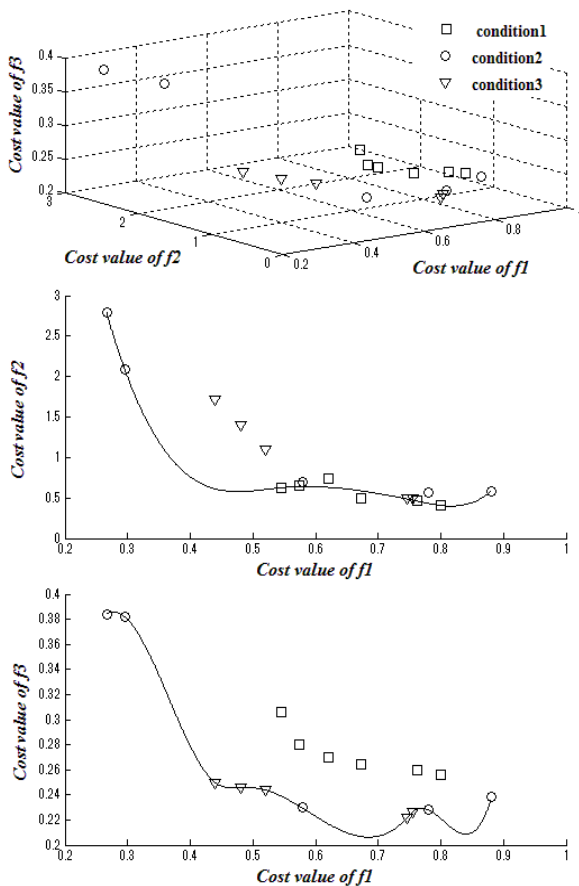 condition1
condition2
condition3
Cost value of f3
0.4
0.35
0.3
0.25
0.2
3
2
1
0
Cost value of f2
0.2
0.4
0.6
0.8
Cost value of f1
Cost value of f2
3
2.5
2
1.5
1
0.5
0
0.2 0.3 0.4 0.5 0.6 0.7 0.8 0.9 1
Cost value of f1
Cost value of f3
0.4
0.38
0.36
0.34
0.32
0.3
0.28
0.26
0.24
0.22
0.2
0.2 0.3 0.4 0.5 0.6 0.7 0.8 0.9 1
Cost value of f1